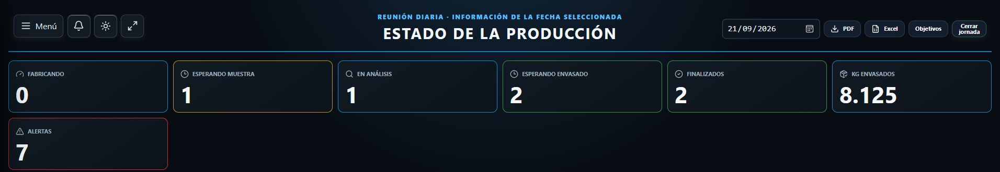 Menú
REUNIÓN DIARIA · INFORMACIÓN DE LA FECHA SELECCIONADA
ESTADO DE LA PRODUCCIÓN
21/09/2026
PDF
Excel
Objetivos
Cerrar
jornada
FABRICANDO
0
ESPERANDO MUESTRA
1
EN ANÁLISIS
1
ESPERANDO ENVASADO
2
FINALIZADOS
2
KG ENVASADOS
8.125
ALERTAS
7